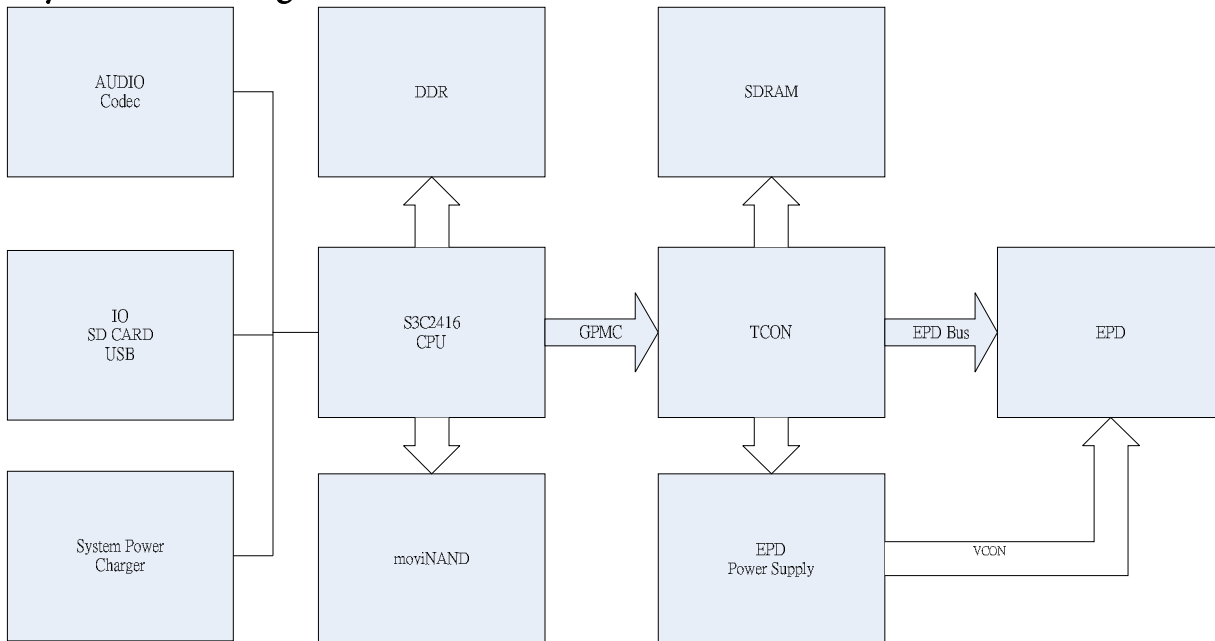 AUDIO
Codec
DDR
SDRAM
IO
SD CARD
USB
S3C2416
CPU
GPMC
TCON
EPD Bus
EPD
System Power
Charger
moviNAND
EPD
Power Supply
VCON